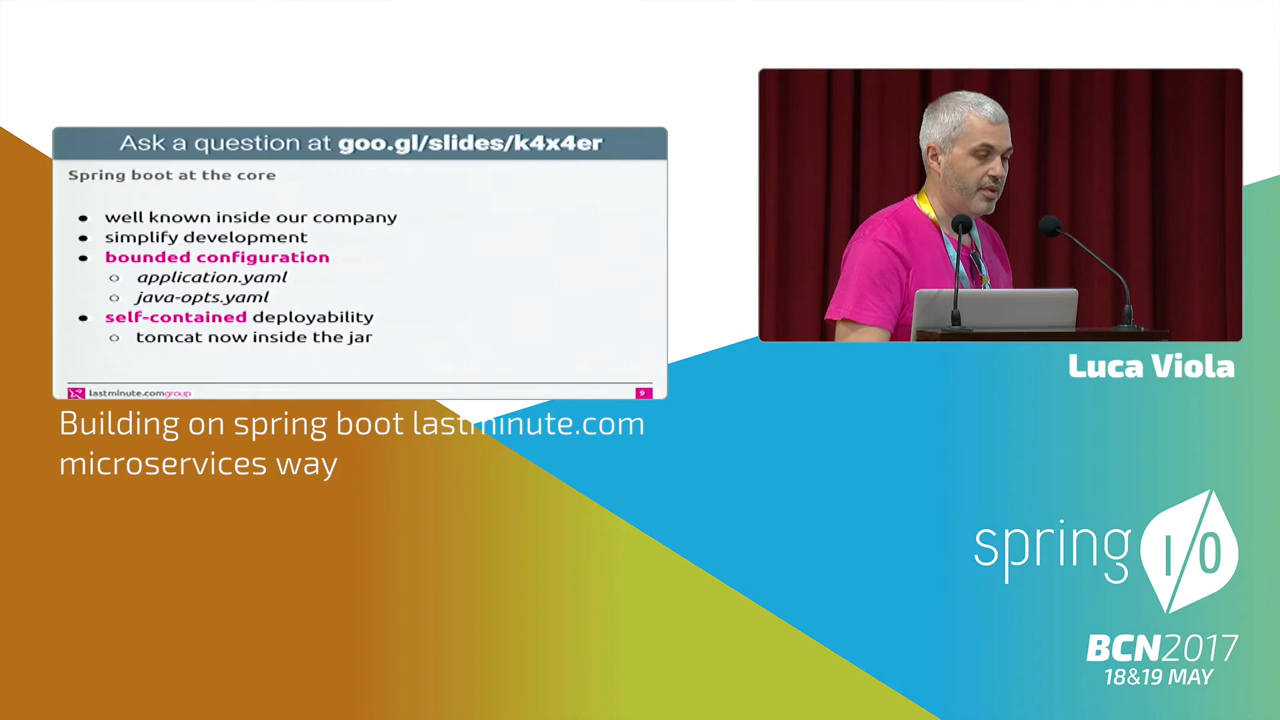 Ask a question at goo.gl/slides/k4x4er
Spring boot at the core
● well known inside our company
● simplify development
● bounded configuration
○ application.yaml
○ java-opts.yaml
● self-contained deployability
○ tomcat now inside the jar
lastminute.comgroup
9
Building on spring boot lastminute.com
microservices way
Luca Viola
spring I/O
BCN2017
18&19 MAY